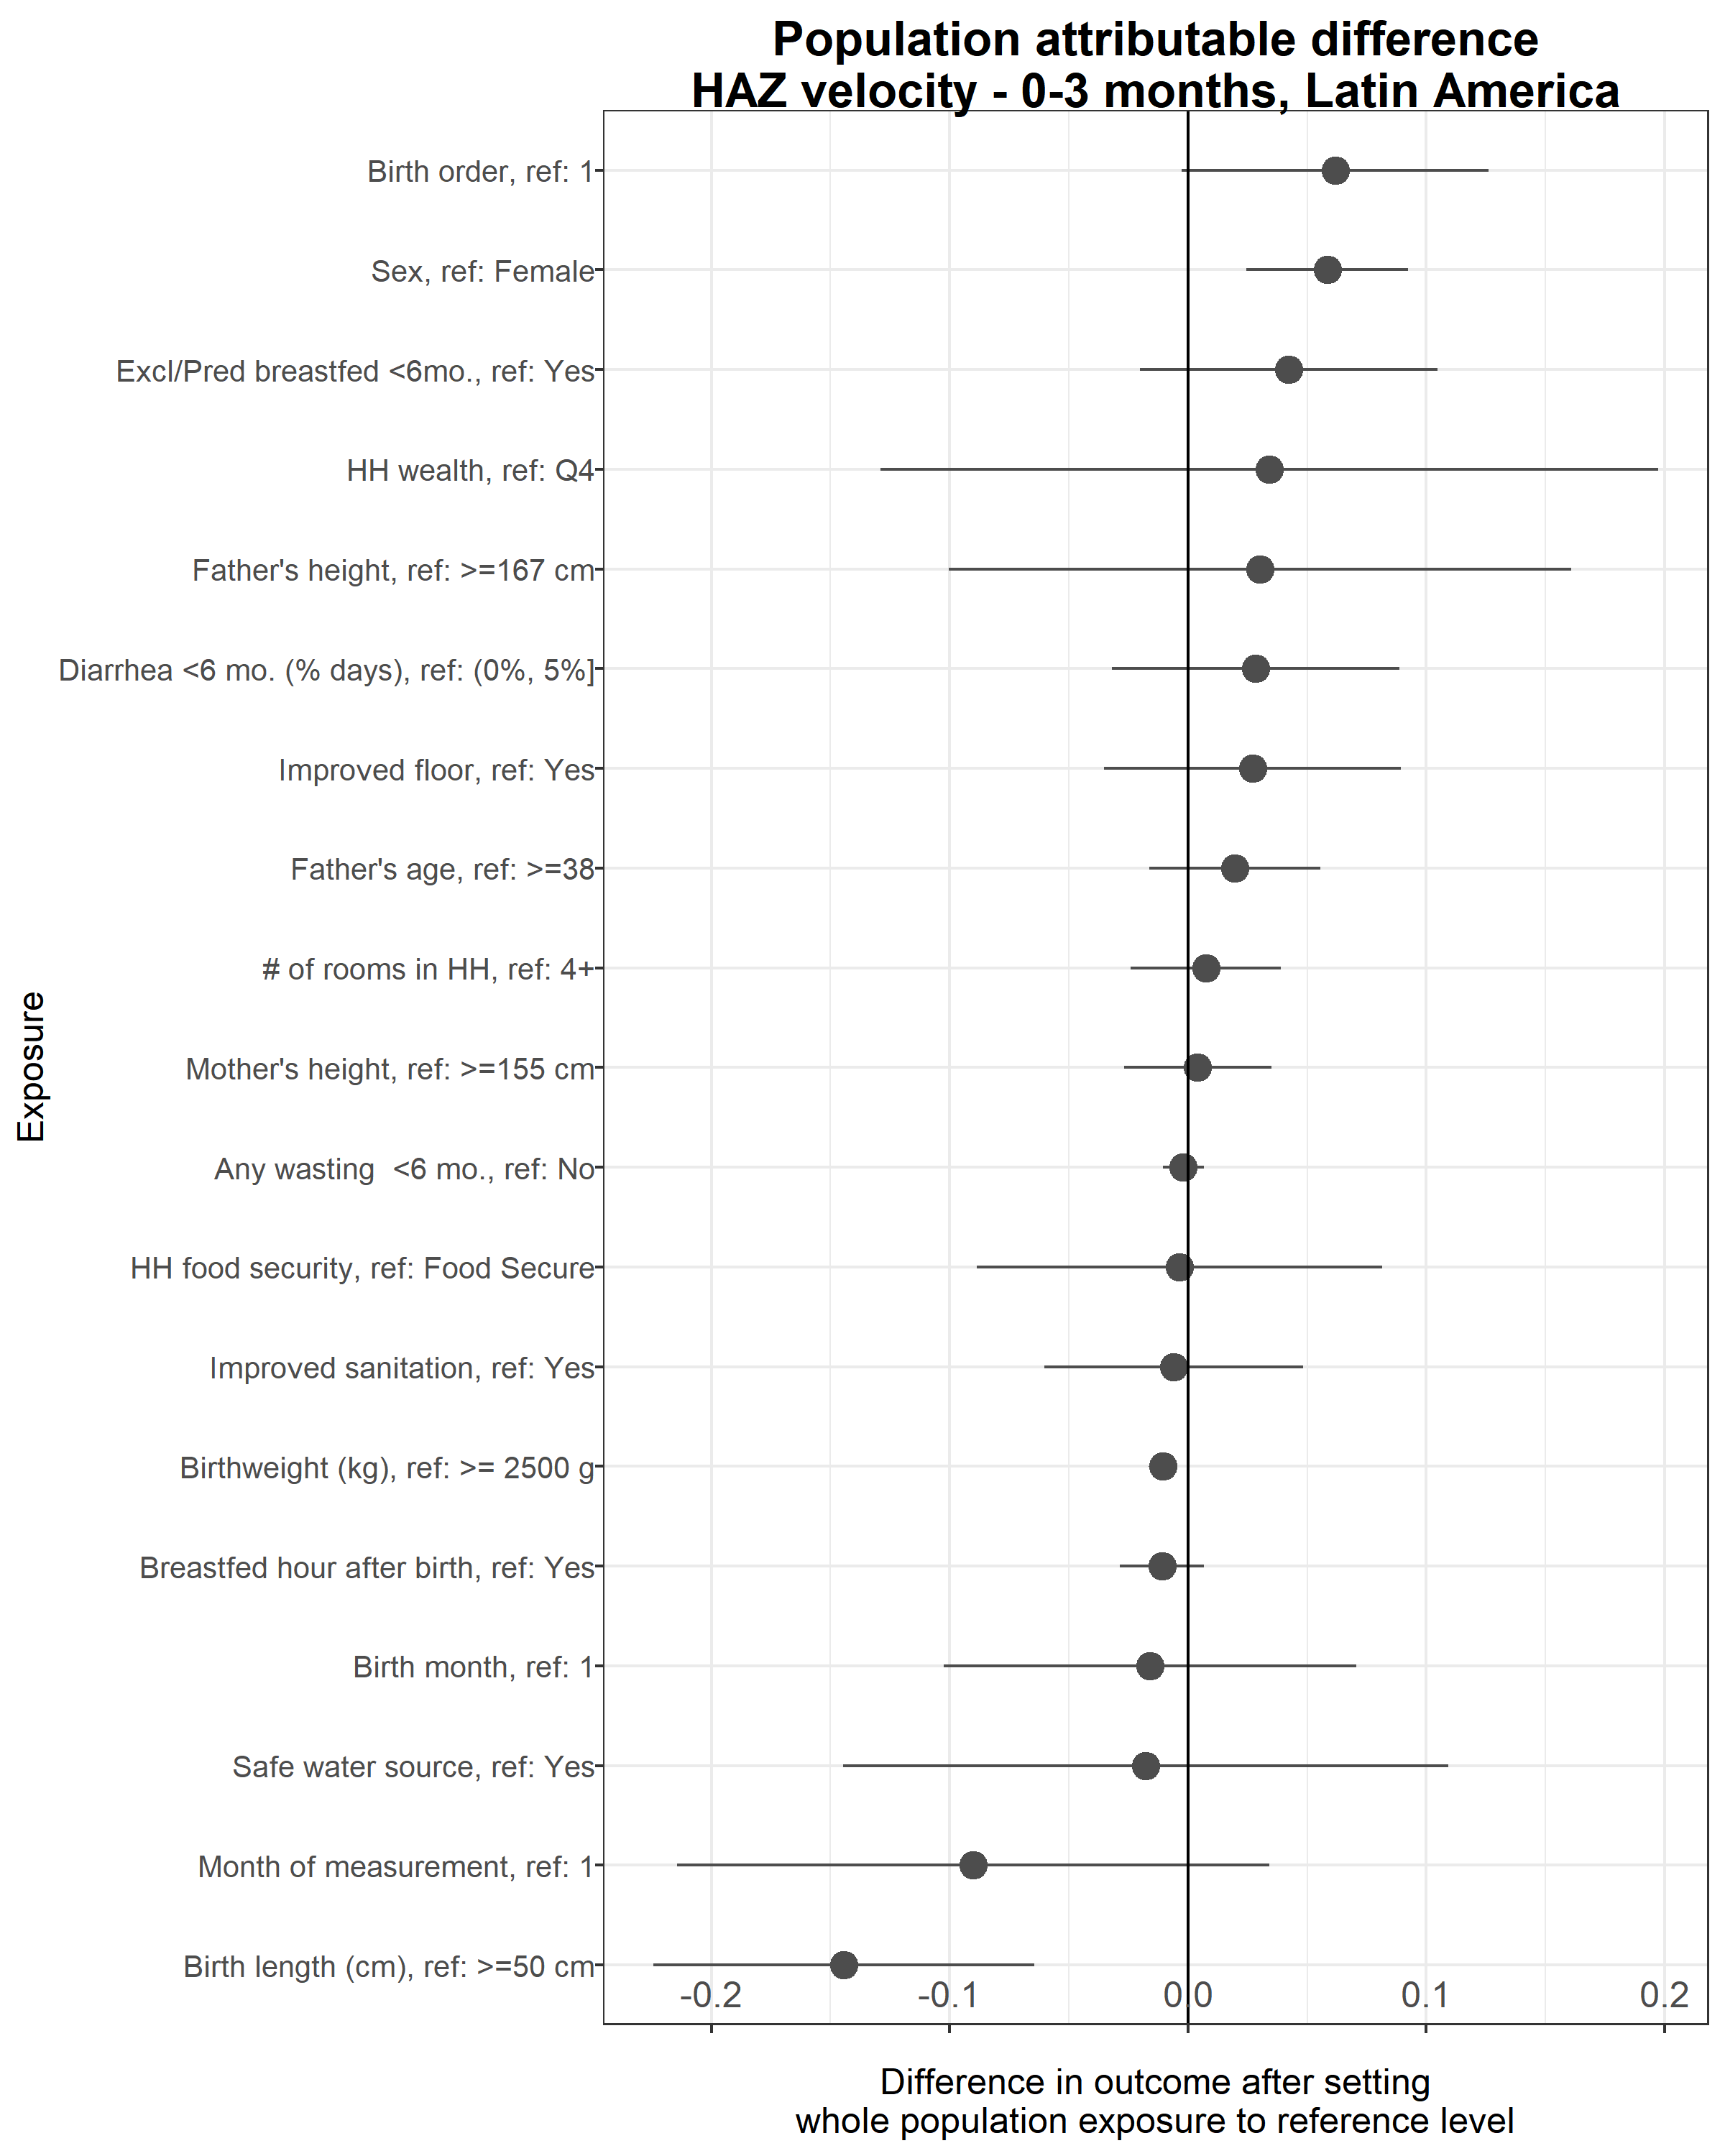 Population attributable difference
HAZ velocity - 0-3 months, Latin America
Birth order, ref: 1
Sex, ref: Female
Excl/Pred breastfed <6mo., ref: Yes
HH wealth, ref: Q4
Father's height, ref: >=167 cm
Diarrhea <6 mo. (% days), ref: (0%, 5%]
Improved floor, ref: Yes
Father's age, ref: >=38
# of rooms in HH, ref: 4+
Mother's height, ref: >=155 cm
Any wasting  <6 mo., ref: No
HH food security, ref: Food Secure
Improved sanitation, ref: Yes
Birthweight (kg), ref: >= 2500 g
Breastfed hour after birth, ref: Yes
Birth month, ref: 1
Safe water source, ref: Yes
Month of measurement, ref: 1
Birth length (cm), ref: >=50 cm
Exposure
-0.2 -0.1 0.0 0.1 0.2
Difference in outcome after setting
whole population exposure to reference level